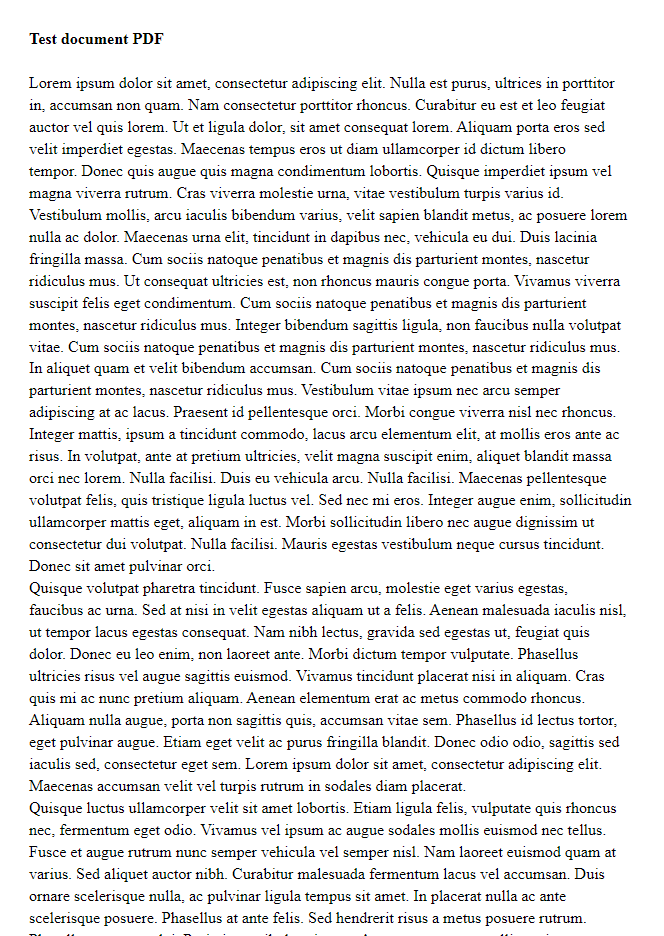 Test document PDF
Lorem ipsum dolor sit amet, consectetur adipiscing elit. Nulla est purus, ultrices in porttitor
in, accumsan non quam. Nam consectetur porttitor rhoncus. Curabitur eu est et leo feugiat
auctor vel quis lorem. Ut et ligula dolor, sit amet consequat lorem. Aliquam porta eros sed
velit imperdiet egestas. Maecenas tempus eros ut diam ullamcorper id dictum libero
tempor. Donec quis augue quis magna condimentum lobortis. Quisque imperdiet ipsum vel
magna viverra rutrum. Cras viverra molestie urna, vitae vestibulum turpis varius id.
Vestibulum mollis, arcu iaculis bibendum varius, velit sapien blandit metus, ac posuere lorem
nulla ac dolor. Maecenas urna elit, tincidunt in dapibus nec, vehicula eu dui. Duis lacinia
fringilla massa. Cum sociis natoque penatibus et magnis dis parturient montes, nascetur
ridiculus mus. Ut consequat ultricies est, non rhoncus mauris congue porta. Vivamus viverra
suscipit felis eget condimentum. Cum sociis natoque penatibus et magnis dis parturient
montes, nascetur ridiculus mus. Integer bibendum sagittis ligula, non faucibus nulla volutpat
vitae. Cum sociis natoque penatibus et magnis dis parturient montes, nascetur ridiculus mus.
In aliquet quam et velit bibendum accumsan. Cum sociis natoque penatibus et magnis dis
parturient montes, nascetur ridiculus mus. Vestibulum vitae ipsum nec arcu semper
adipiscing at ac lacus. Praesent id pellentesque orci. Morbi congue viverra nisl nec rhoncus.
Integer mattis, ipsum a tincidunt commodo, lacus arcu elementum elit, at mollis eros ante ac
risus. In volutpat, ante at pretium ultricies, velit magna suscipit enim, aliquet blandit massa
orci nec lorem. Nulla facilisi. Duis eu vehicula arcu. Nulla facilisi. Maecenas pellentesque
volutpat felis, quis tristique ligula luctus vel. Sed nec mi eros. Integer augue enim, sollicitudin
ullamcorper mattis eget, aliquam in est. Morbi sollicitudin libero nec augue dignissim ut
consectetur dui volutpat. Nulla facilisi. Mauris egestas vestibulum neque cursus tincidunt.
Donec sit amet pulvinar orci.
Quisque volutpat pharetra tincidunt. Fusce sapien arcu, molestie eget varius egestas,
faucibus ac urna. Sed at nisi in velit egestas aliquam ut a felis. Aenean malesuada iaculis nisl,
ut tempor lacus egestas consequat. Nam nibh lectus, gravida sed egestas ut, feugiat quis
dolor. Donec eu leo enim, non laoreet ante. Morbi dictum tempor vulputate. Phasellus
ultricies risus vel augue sagittis euismod. Vivamus tincidunt placerat nisi in aliquam. Cras
quis mi ac nunc pretium aliquam. Aenean elementum erat ac metus commodo rhoncus.
Aliquam nulla augue, porta non sagittis quis, accumsan vitae sem. Phasellus id lectus tortor,
eget pulvinar augue. Etiam eget velit ac purus fringilla blandit. Donec odio odio, sagittis sed
iaculis sed, consectetur eget sem. Lorem ipsum dolor sit amet, consectetur adipiscing elit.
Maecenas accumsan velit vel turpis rutrum in sodales diam placerat.
Quisque luctus ullamcorper velit sit amet lobortis. Etiam ligula felis, vulputate quis rhoncus
nec, fermentum eget odio. Vivamus vel ipsum ac augue sodales mollis euismod nec tellus.
Fusce et augue rutrum nunc semper vehicula vel semper nisl. Nam laoreet euismod quam at
varius. Sed aliquet auctor nibh. Curabitur malesuada fermentum lacus vel accumsan. Duis
ornare scelerisque nulla, ac pulvinar ligula tempus sit amet. In placerat nulla ac ante
scelerisque posuere. Phasellus at ante felis. Sed hendrerit risus a metus posuere rutrum.